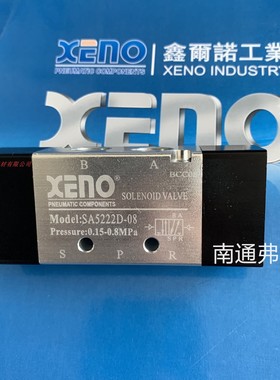 XENO
PNEUMATIC COMPONENTS
鑫爾諾工業
XENO INDUSTR
XENO
B A
BCC08
XENO
PNEUMATIC COMPONENTS
SOLENOID VALVE
Model:SA5222D-08
Pressure:0.15-0.8MPa
S P R
南通弗